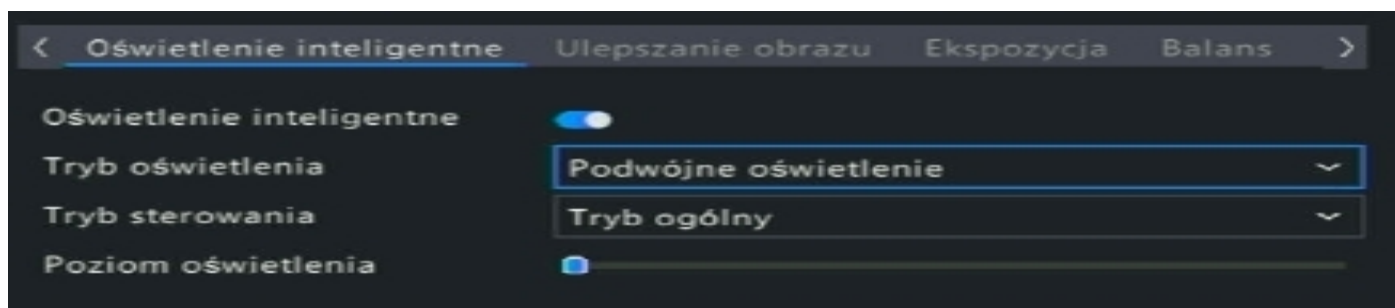 < Oświetlenie inteligentne Ulepszanie obrazu Ekspozycja Balans >
Oświetlenie inteligentne
Tryb oświetlenia Podwójne oświetlenie
Tryb sterowania Tryb ogólny
Poziom oświetlenia